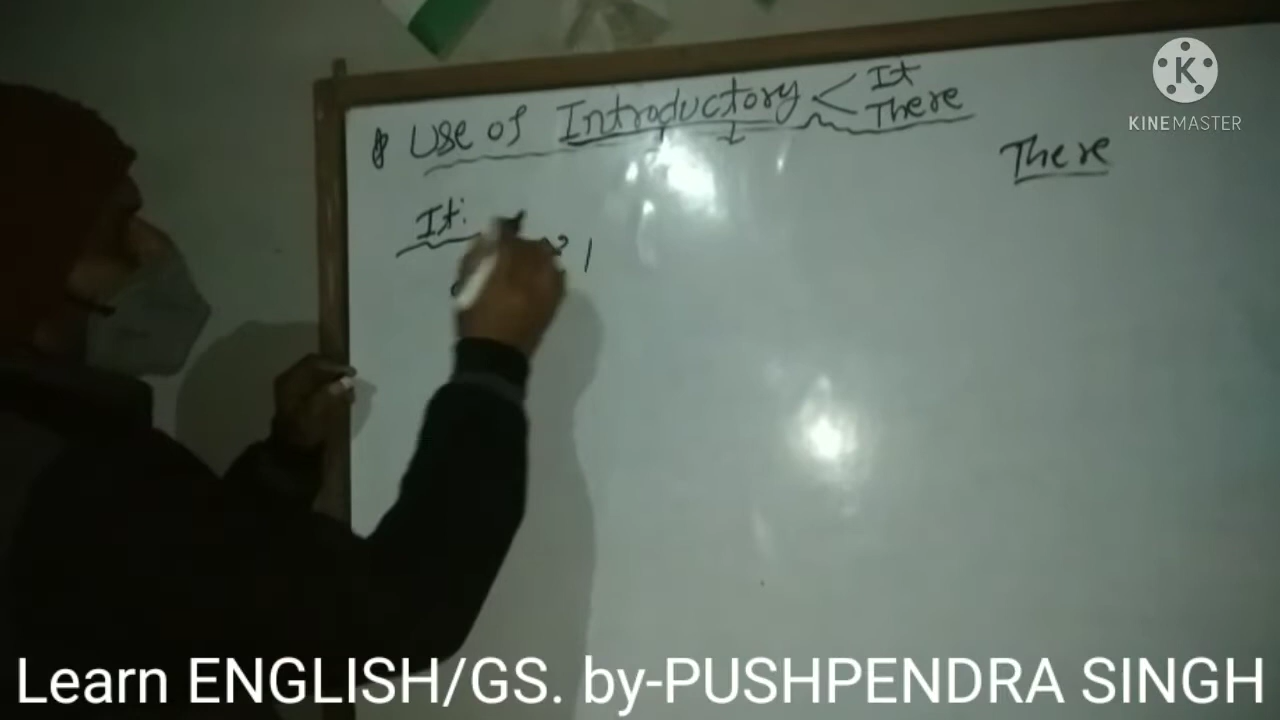 Use of Introductory < It
There
There
It:
KINEMASTER
Learn ENGLISH/GS. by-PUSHPENDRA SINGH